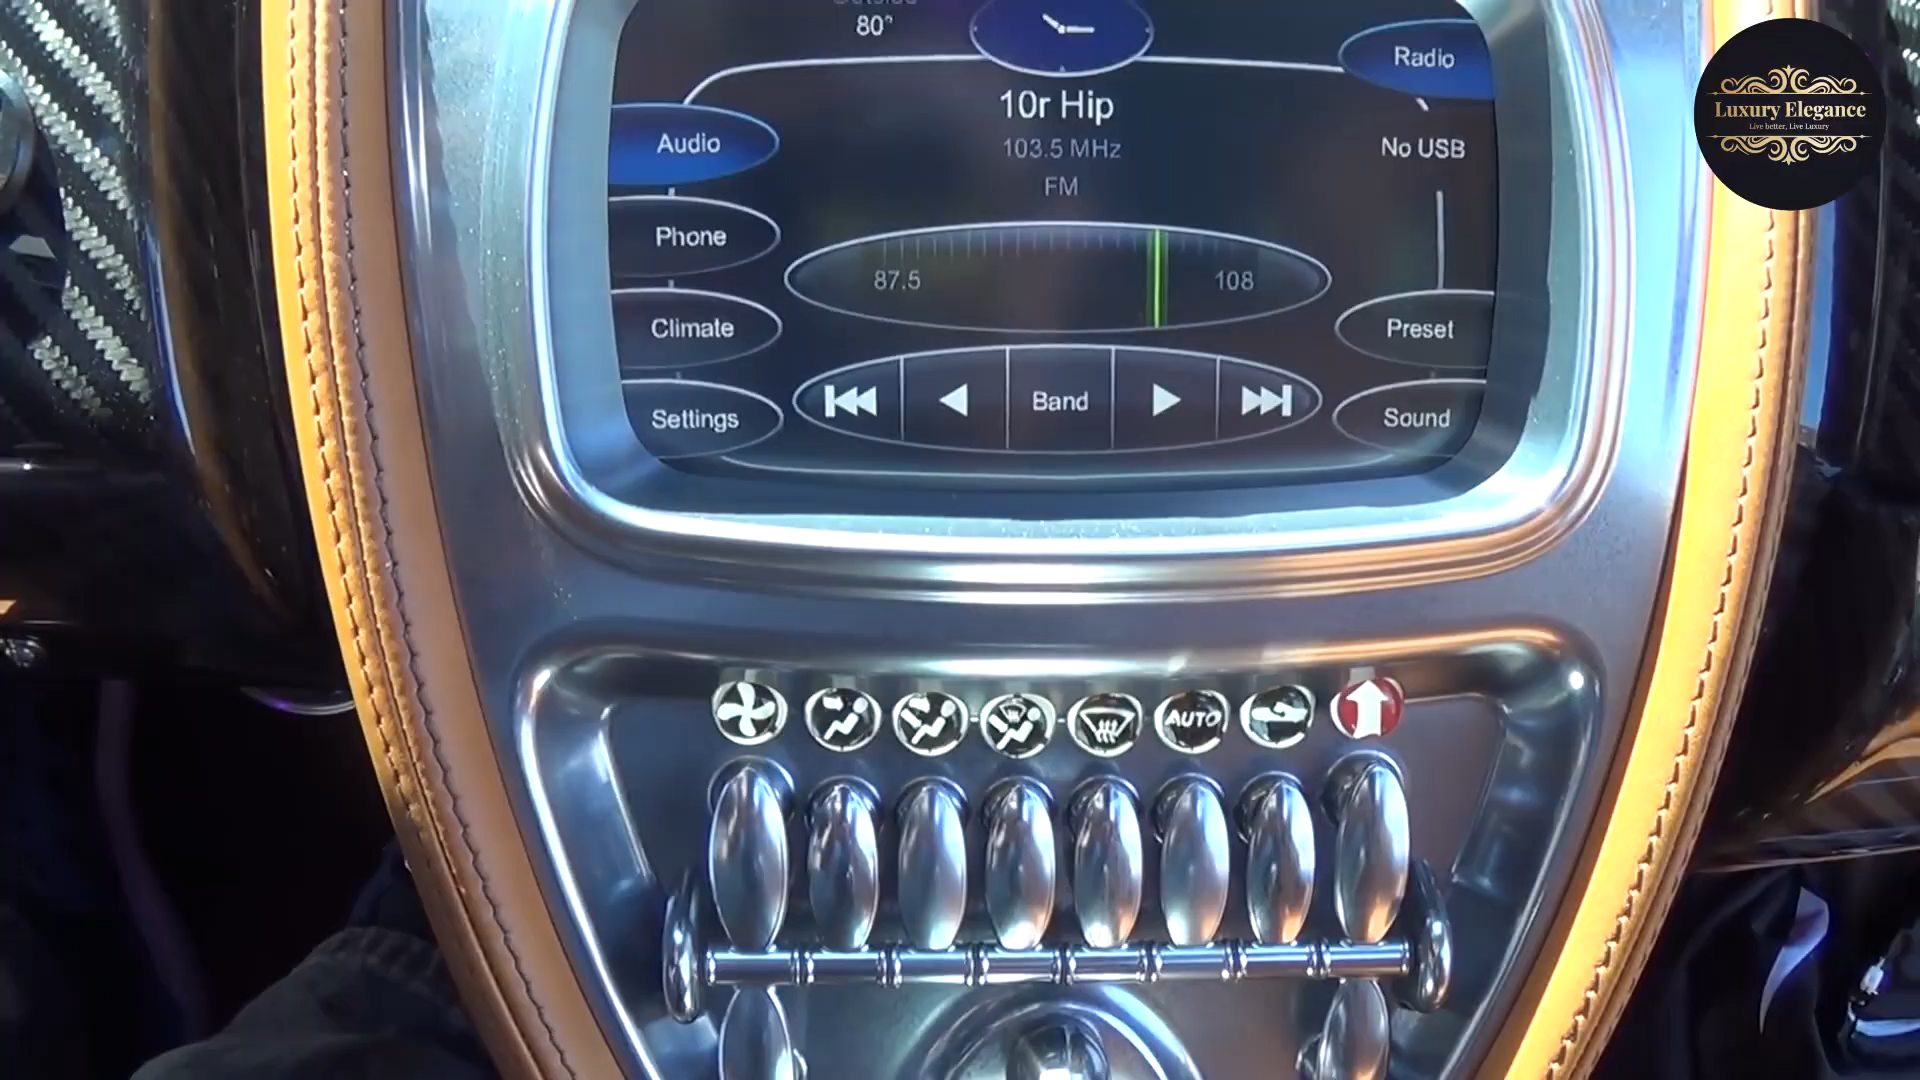 80°
Radio
10r Hip
Audio
103.5 MHz
No USB
FM
Phone
87.5
108
Climate
Preset
Band
Settings
Sound
AUTO
Luxury Elegance
Live better, Live Luxury